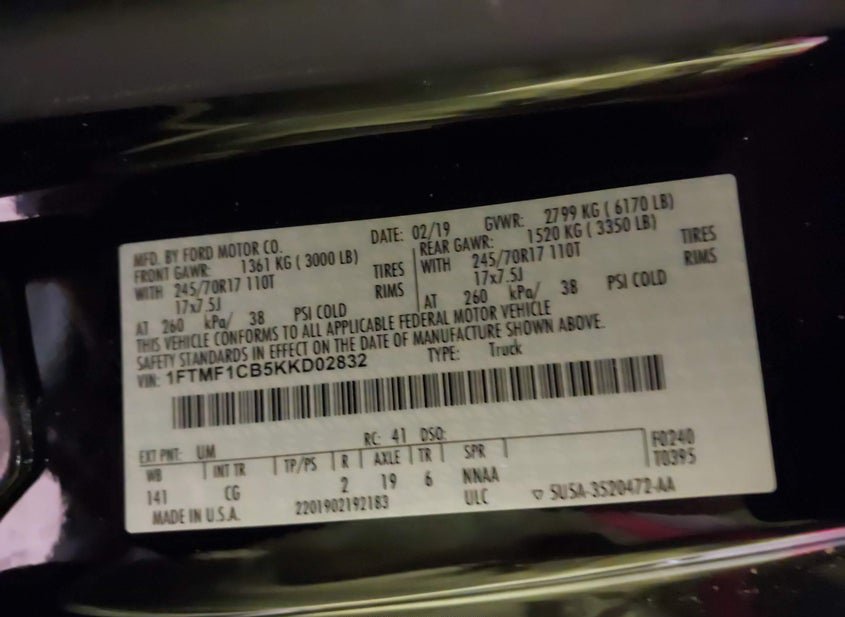 MFD. BY FORD MOTOR CO. DATE: 02/19 GVWR: 2799 KG ( 6170 LB)
FRONT GAWR: 1361 KG ( 3000 LB) REAR GAWR: 1520 KG ( 3350 LB)
WITH 245/70R17 110T TIRES WITH 245/70R17 110T TIRES
17x7.5J RIMS 17x7.5J RIMS
AT 260 kPa/ 38 PSI COLD AT 260 kPa/ 38 PSI COLD
THIS VEHICLE CONFORMS TO ALL APPLICABLE FEDERAL MOTOR VEHICLE
SAFETY STANDARDS IN EFFECT ON THE DATE OF MANUFACTURE SHOWN ABOVE.
VIN: 1FTMF1CB5KKD02832 TYPE: Truck
EXT PNT: UM RC: 41 DSO: F0240
WB INT TR TP/PS R AXLE TR SPR T0395
141 CG 2 19 6 NNAA
MADE IN U.S.A. 2201902192183 ULC ▽ 5U5A-3520472-AA